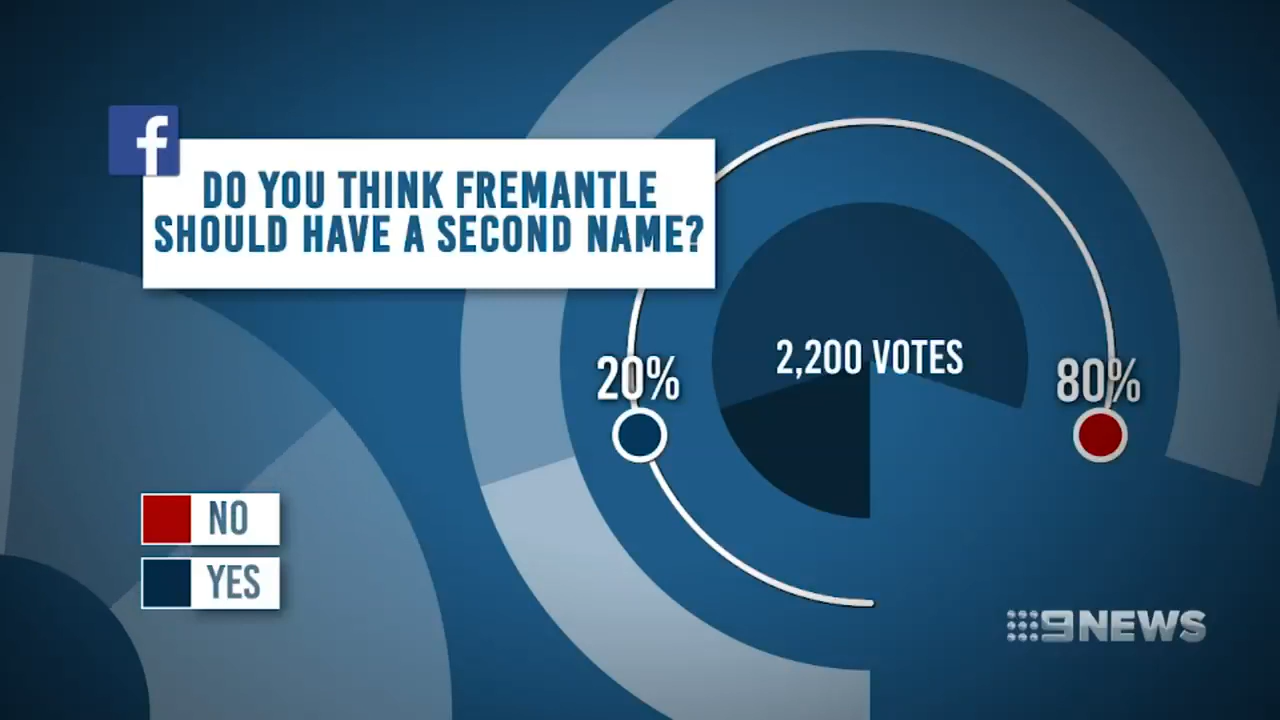 f
DO YOU THINK FREMANTLE
SHOULD HAVE A SECOND NAME?
2,200 VOTES
20%
80%
NO
YES
9NEWS